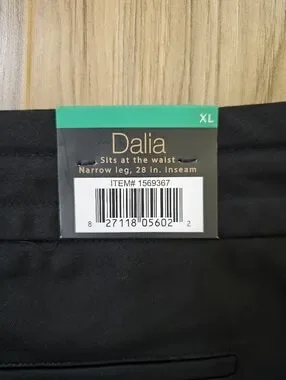 XL
Dalia
Sits at the waist
Narrow leg, 28 in. Inseam
ITEM# 1569367
8 27118 05602 2